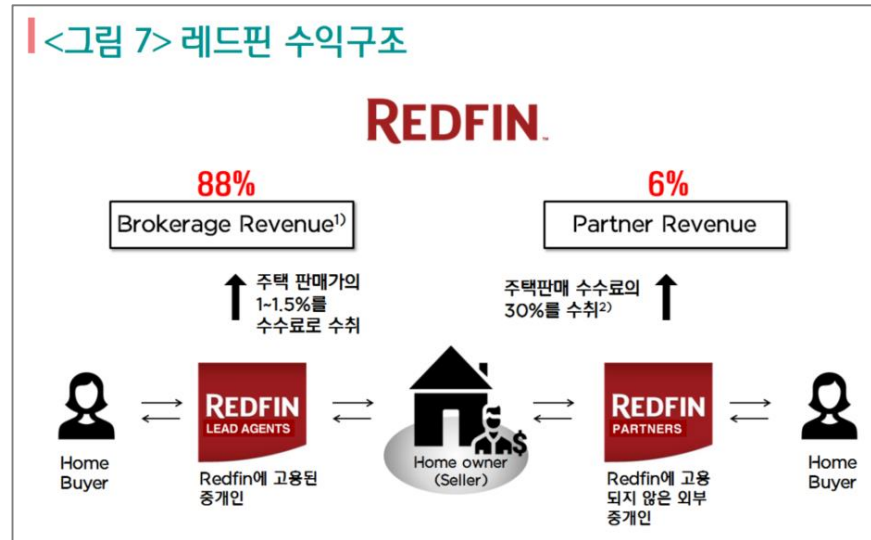 <그림 7> 레드핀 수익구조
REDFIN™
88%
Brokerage Revenue1)
6%
Partner Revenue
주택 판매가의
1~1.5%를
수수료로 수취
주택판매 수수료의
30%를 수취2)
Home
Buyer
REDFIN
LEAD AGENTS
Redfin에 고용된
중개인
$
Home owner
(Seller)
REDFIN
PARTNERS
Redfin에 고용
되지 않은 외부
중개인
Home
Buyer